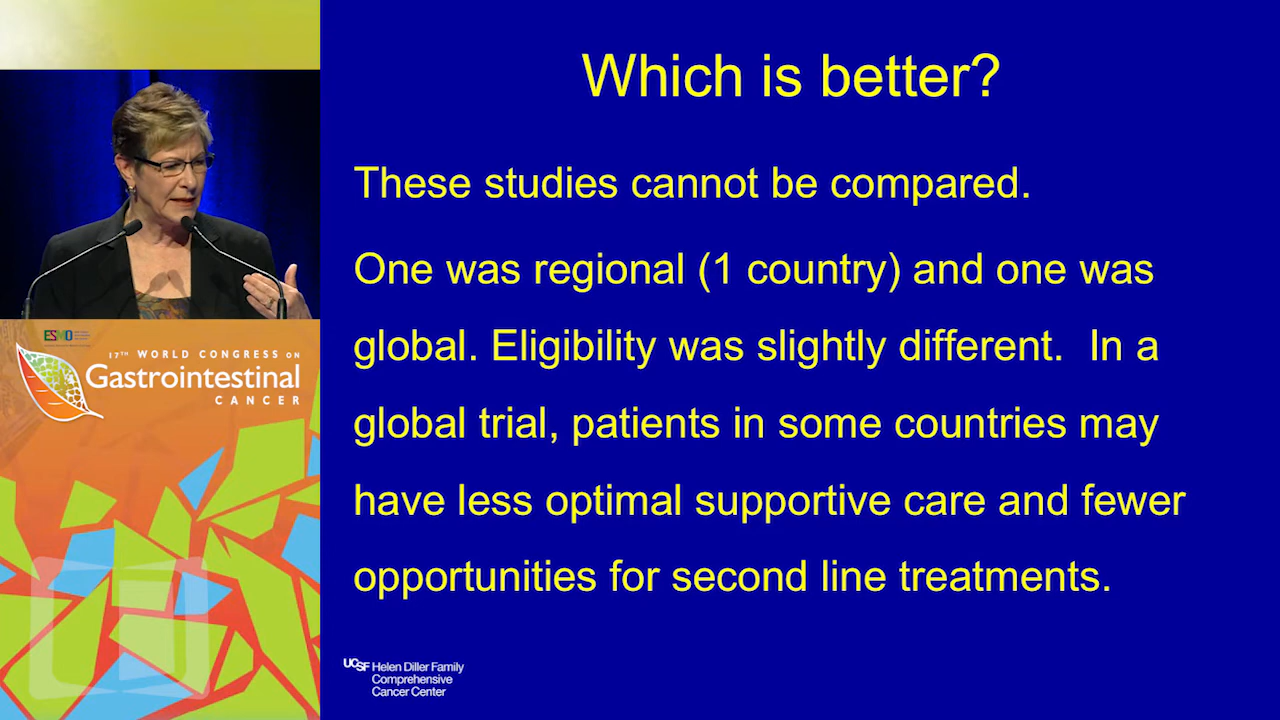 Which is better?
These studies cannot be compared.
One was regional (1 country) and one was
global. Eligibility was slightly different.  In a
global trial, patients in some countries may
have less optimal supportive care and fewer
opportunities for second line treatments.
UCSF Helen Diller Family
Comprehensive
Cancer Center
ESMO
17TH WORLD CONGRESS ON
Gastrointestinal
CANCER